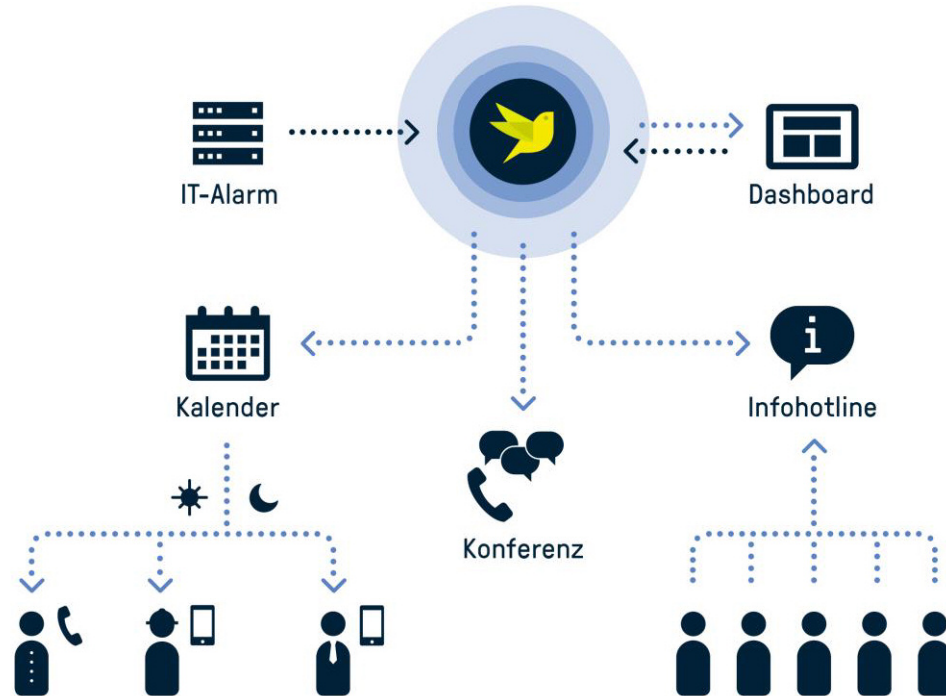 IT-Alarm
Dashboard
Kalender
i
Infohotline
Konferenz